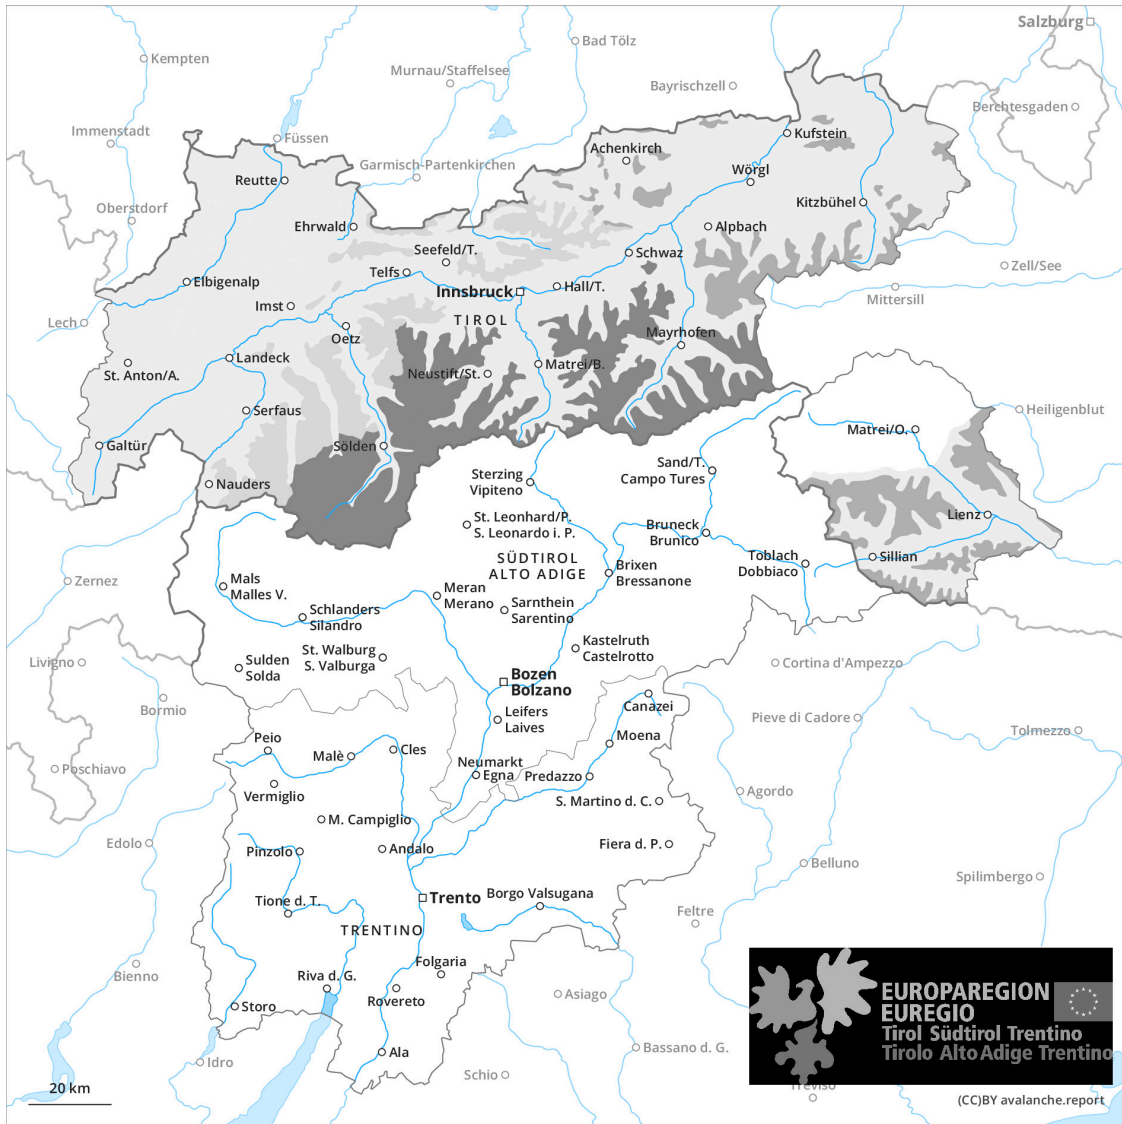 Salzburg
Bad Tölz
Kempten
Murnau/Staffelsee
Bayrischzell
Berchtesgaden
Immenstadt
Füssen
Kufstein
Achenkirch
Garmisch-Partenkirchen
Wörgl
Reutte
Kitzbühel
Oberstdorf
Ehrwald
Alpbach
Seefeld/T.
Schwaz
Telfs
Zell/See
Elbigenalp
Innsbruck
Hall/T.
Mittersill
Imst
TIROL
Lech
Oetz
Mayrhofen
Landeck
Matrei/B.
St. Anton/A.
Neustift/St.
Serfaus
Heiligenblut
Matrei/O.
Galtür
Sölden
Sand/T.
Campo Tures
Sterzing
Vipiteno
Nauders
St. Leonhard/P.
S. Leonardo i. P.
Lienz
Bruneck
Brunico
SÜDTIROL
ALTO ADIGE
Toblach
Dobbiaco
Sillian
Brixen
Bressanone
Zernez
Mals
Malles V.
Meran
Merano
Sarnthein
Sarentino
Schlanders
Silandro
Kastelruth
Castelrotto
St. Walburg
S. Valburga
Livigno
Sulden
Solda
Cortina d'Ampezzo
Bozen
Bolzano
Canazei
Bormio
Leifers
Laives
Pieve di Cadore
Tolmezzo
Moena
Peio
Malè
Cles
Neumarkt
Egna
Predazzo
Poschiavo
Vermiglio
Agordo
S. Martino d. C.
M. Campiglio
Edolo
Pinzolo
Andalo
Fiera d. P.
Belluno
Spilimbergo
Tione d. T.
Trento
Borgo Valsugana
Feltre
TRENTINO
Bienno
Riva d. G.
Folgaria
Storo
Rovereto
Asiago
EUROPAREGION
EUREGIO
Tirol Südtirol Trentino
Tirolo Alto Adige Trentino
Idro
Ala
Bassano d. G.
Schio
Treviso
20 km
(CC)BY avalanche.report